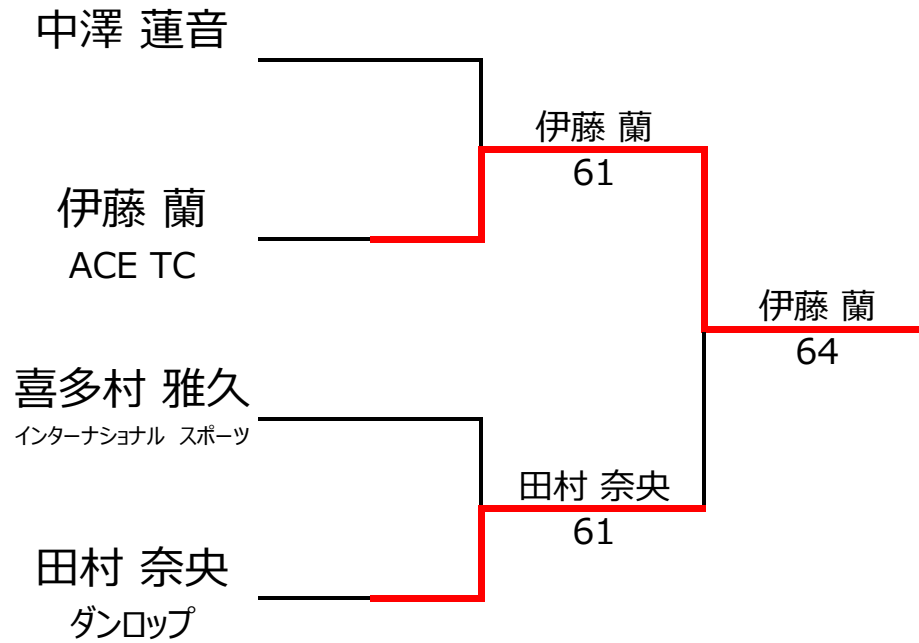 中澤 蓮音
伊藤 蘭
61
伊藤 蘭
ACE TC
伊藤 蘭
64
喜多村 雅久
インターナショナル スポーツ
田村 奈央
61
田村 奈央
ダンロップ